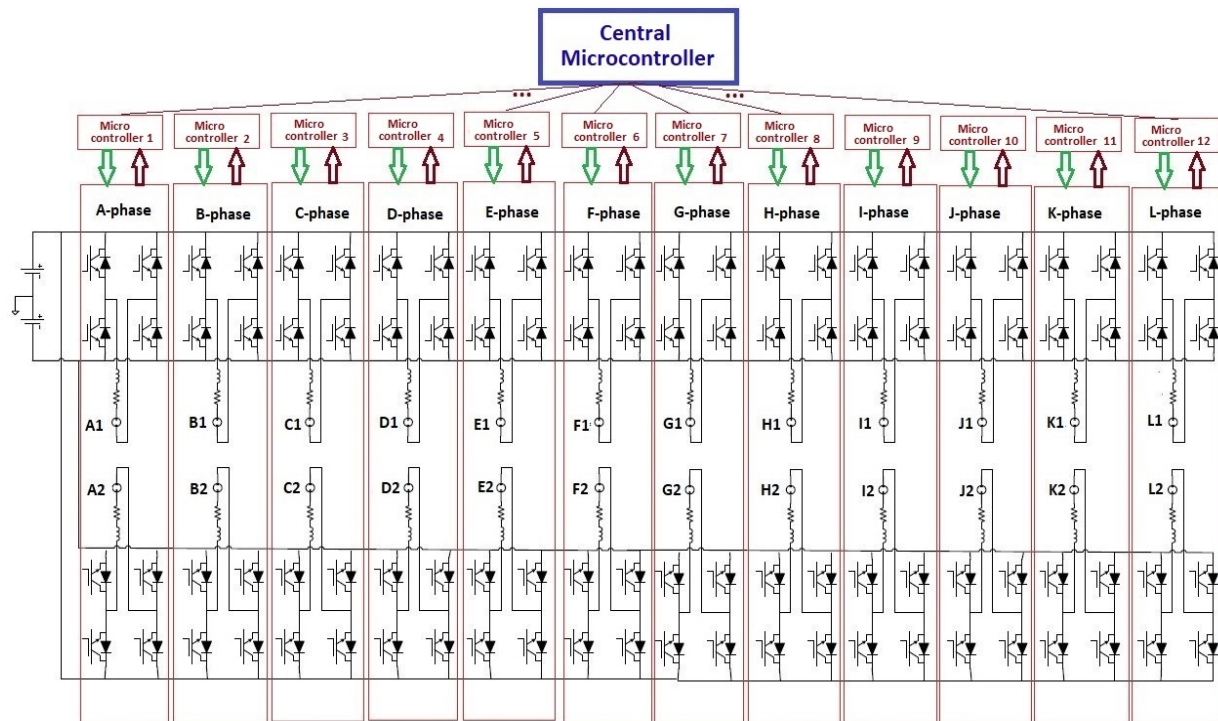 Central
Microcontroller
... ...
Micro
controller 1
Micro
controller 2
Micro
controller 3
Micro
controller 4
Micro
controller 5
Micro
controller 6
Micro
controller 7
Micro
controller 8
Micro
controller 9
Micro
controller 10
Micro
controller 11
Micro
controller 12
A-phase B-phase C-phase D-phase E-phase F-phase G-phase H-phase I-phase J-phase K-phase L-phase
A1 B1 C1 D1 E1 F1 G1 H1 I1 J1 K1 L1
A2 B2 C2 D2 E2 F2 G2 H2 I2 J2 K2 L2